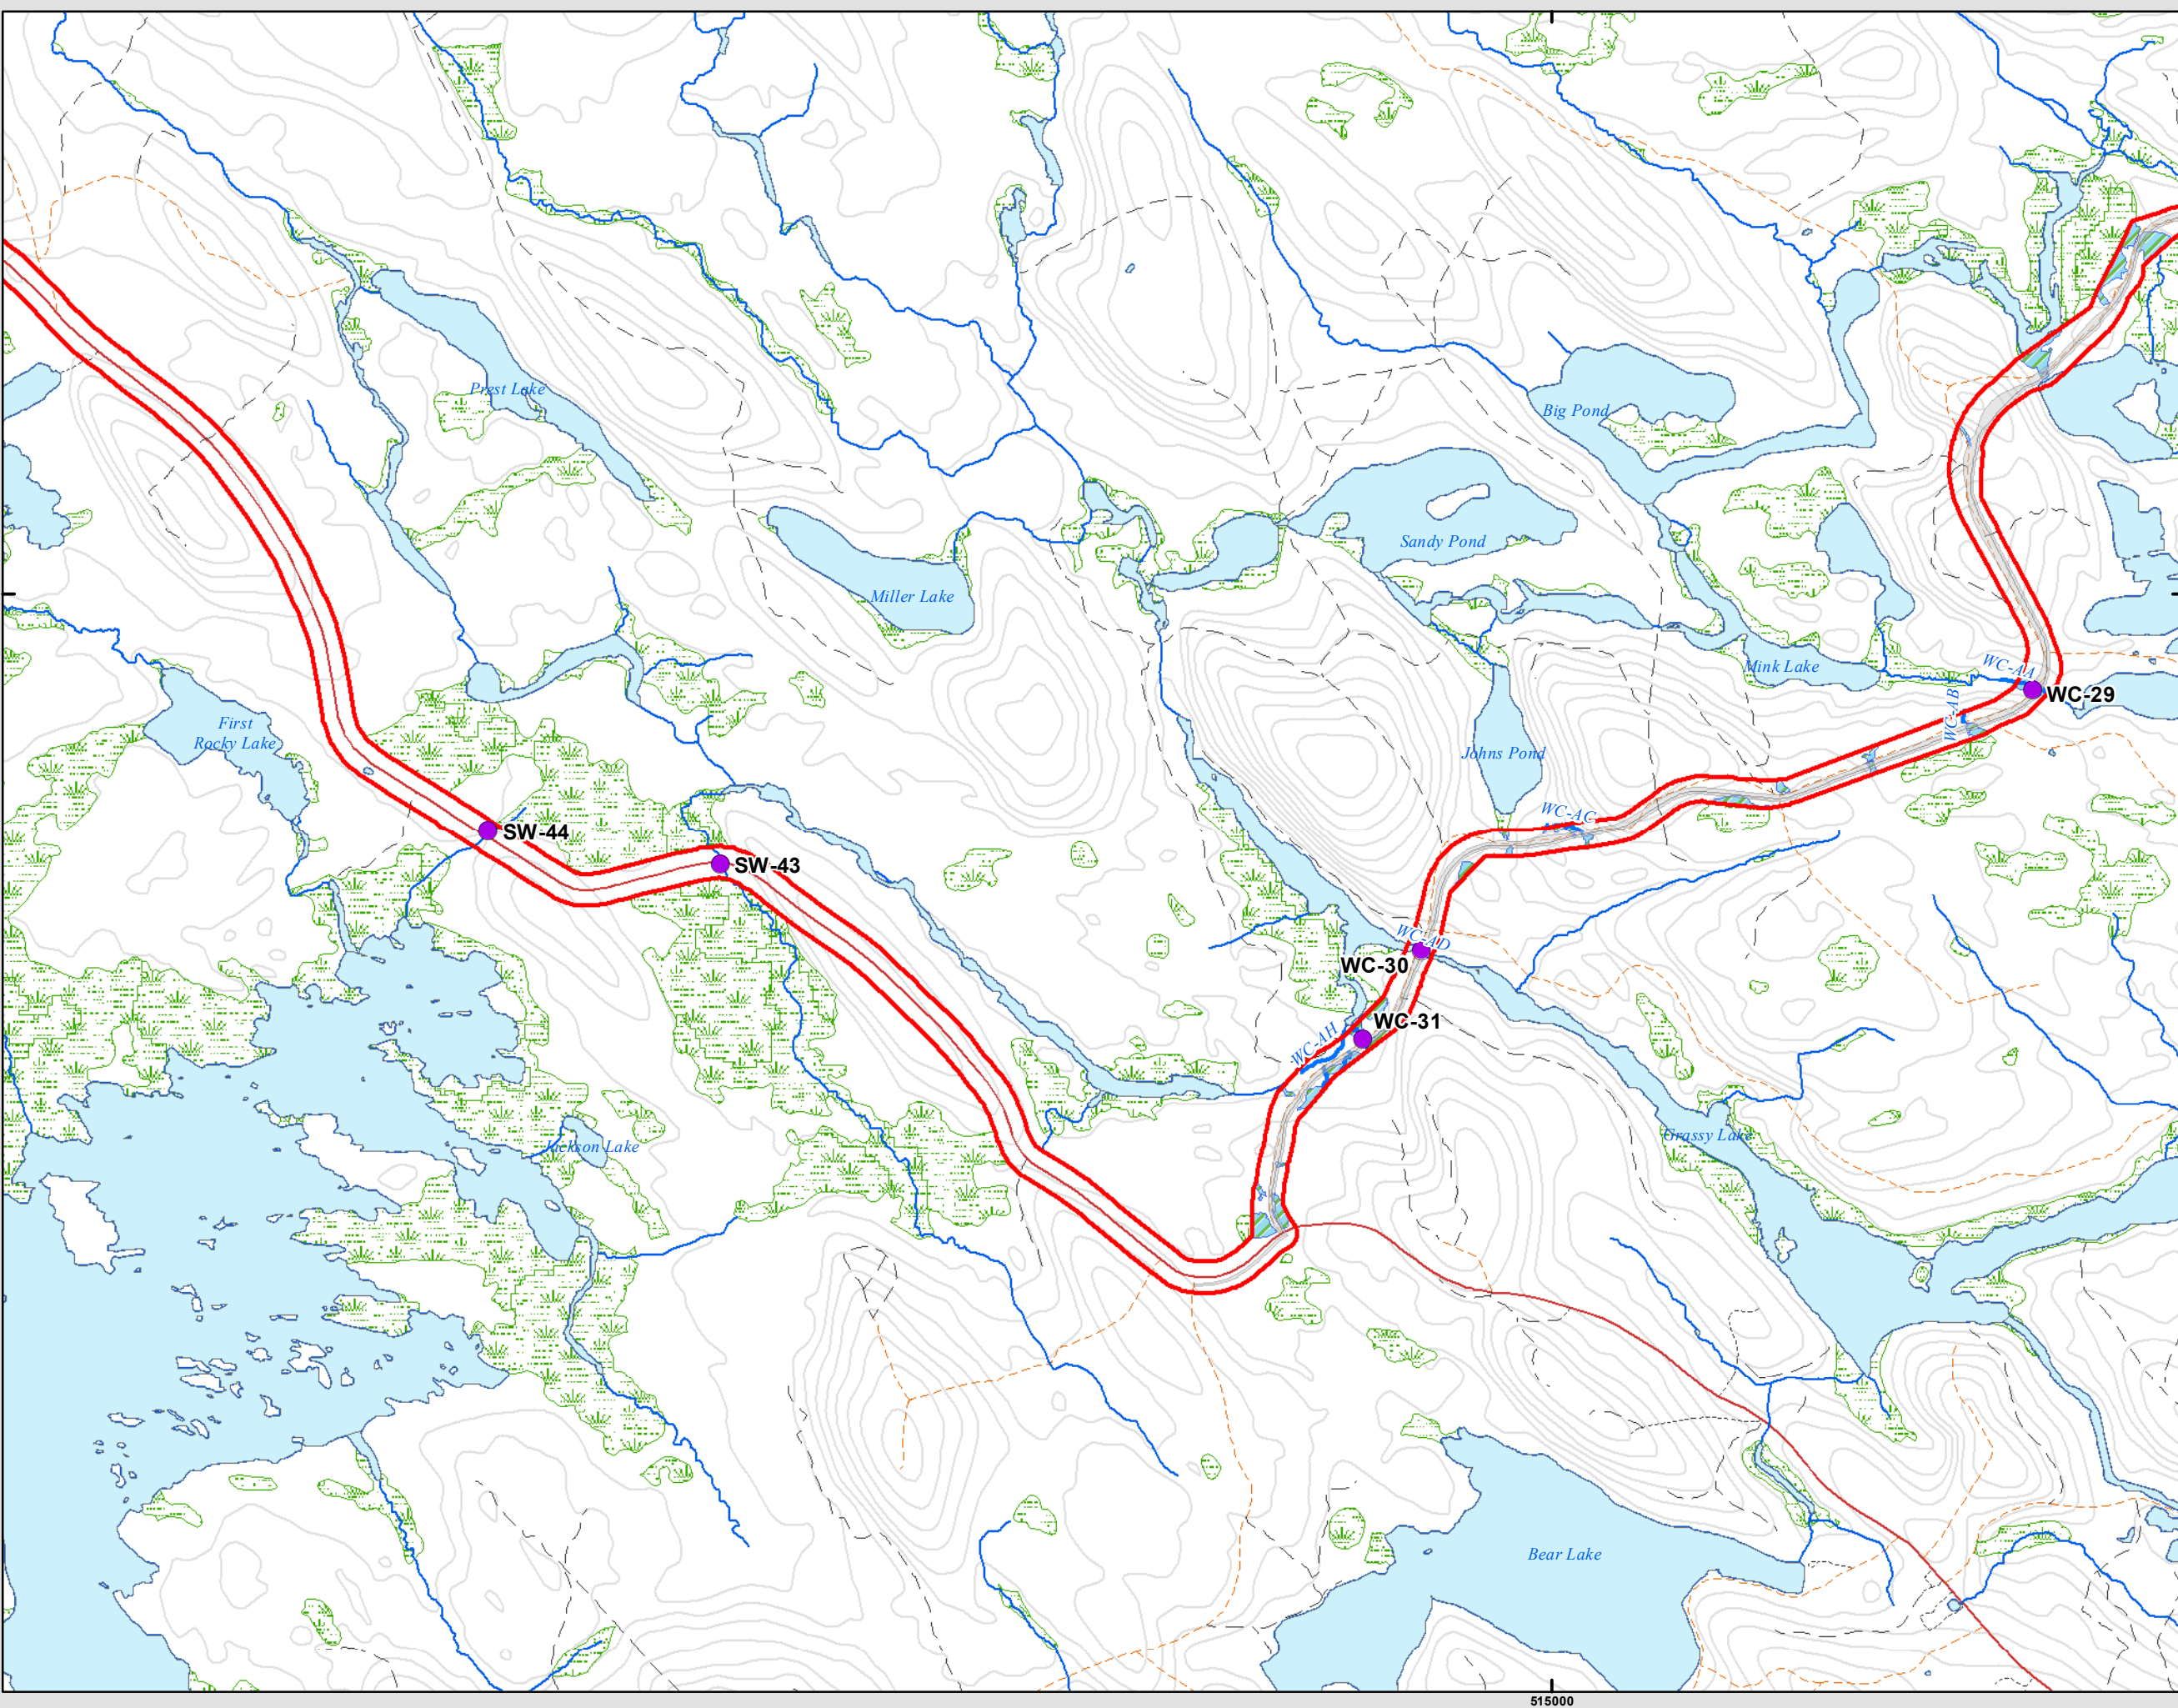 Prest Lake
Big Pond
Sandy Pond
Miller Lake
Mink Lake
WC-AA
WC-AB
WC-29
First
Rocky Lake
Johns Pond
WC-AC
SW-44
SW-43
WC-AD
WC-30
WC-31
WC-AH
Grassy Lake
Jackson Lake
Bear Lake
515000